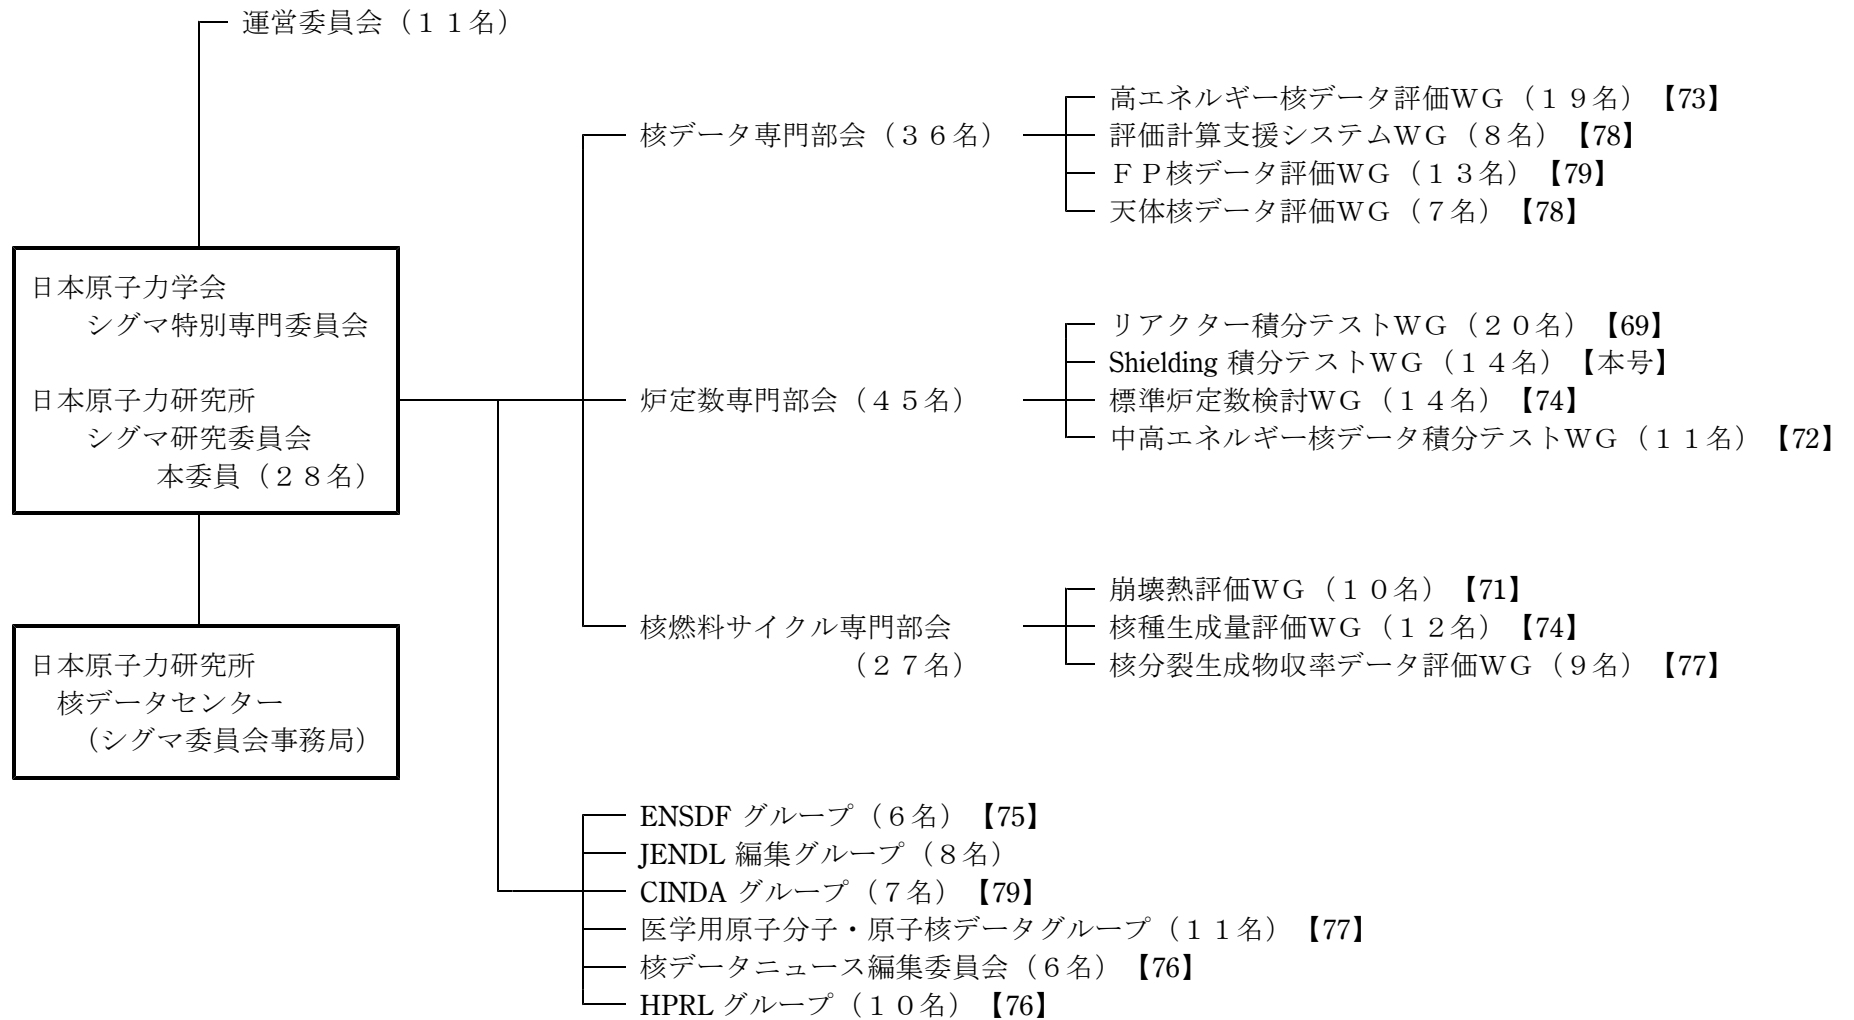 運営委員会（１１名）
核データ専門部会（３６名）
高エネルギー核データ評価WG（１９名）【73】
評価計算支援システムＷＧ（８名）【78】
ＦＰ核データ評価ＷＧ（１３名）【79】
天体核データ評価ＷＧ（７名）【78】
日本原子力学会
シグマ特別専門委員会
日本原子力研究所
シグマ研究委員会
本委員（２８名）
炉定数専門部会（４５名）
リアクター積分テストＷＧ（２０名）【69】
Shielding 積分テストＷＧ（１４名）【本号】
標準炉定数検討ＷＧ（１４名）【74】
中高エネルギー核データ積分テストＷＧ（１１名）【72】
核燃料サイクル専門部会
（２７名）
崩壊熱評価ＷＧ（１０名）【71】
核種生成量評価ＷＧ（１２名）【74】
核分裂生成物収率データ評価WG（９名）【77】
日本原子力研究所
核データセンター
（シグマ委員会事務局）
ENSDF グループ（６名）【75】
JENDL 編集グループ（８名）
CINDA グループ（７名）【79】
医学用原子分子・原子核データグループ（１１名）【77】
核データニュース編集委員会（６名）【76】
HPRL グループ（１０名）【76】